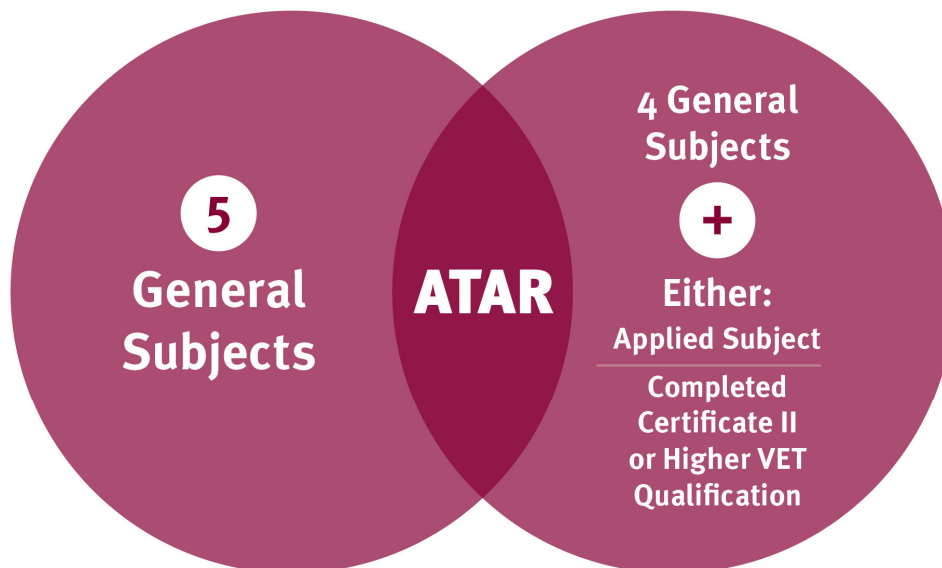 5
General
Subjects
ATAR
4 General
Subjects
+
Either:
Applied Subject
Completed
Certificate II
or Higher VET
Qualification